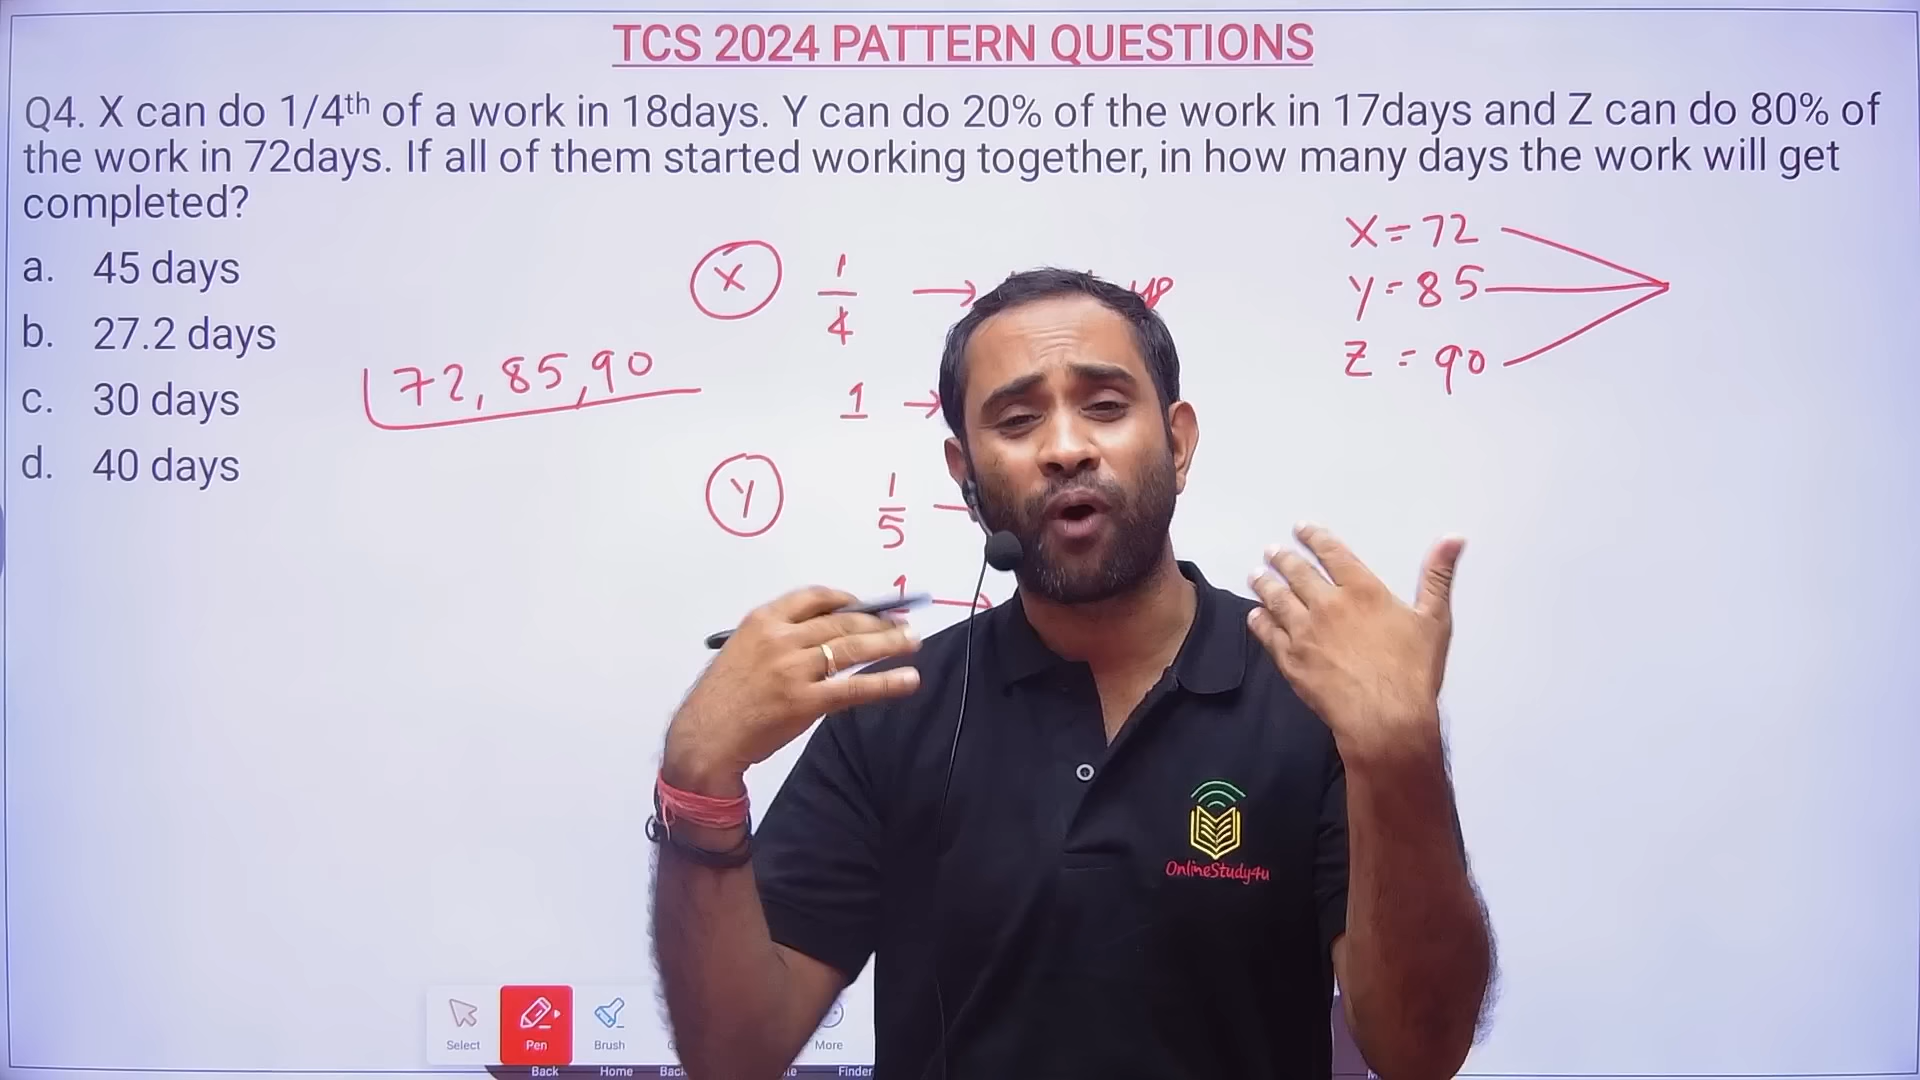 TCS 2024 PATTERN QUESTIONS
Q4. X can do 1/4th of a work in 18days. Y can do 20% of the work in 17days and Z can do 80% of
the work in 72days. If all of them started working together, in how many days the work will get
completed?
a. 45 days
b. 27.2 days
c. 30 days
d. 40 days
72, 85, 90
X 1/4 →
1 →
Y 1/5
1 →
X = 72
Y = 85
Z = 90
OnlineStudy4u
Select Pen Brush More
Back Home Finder